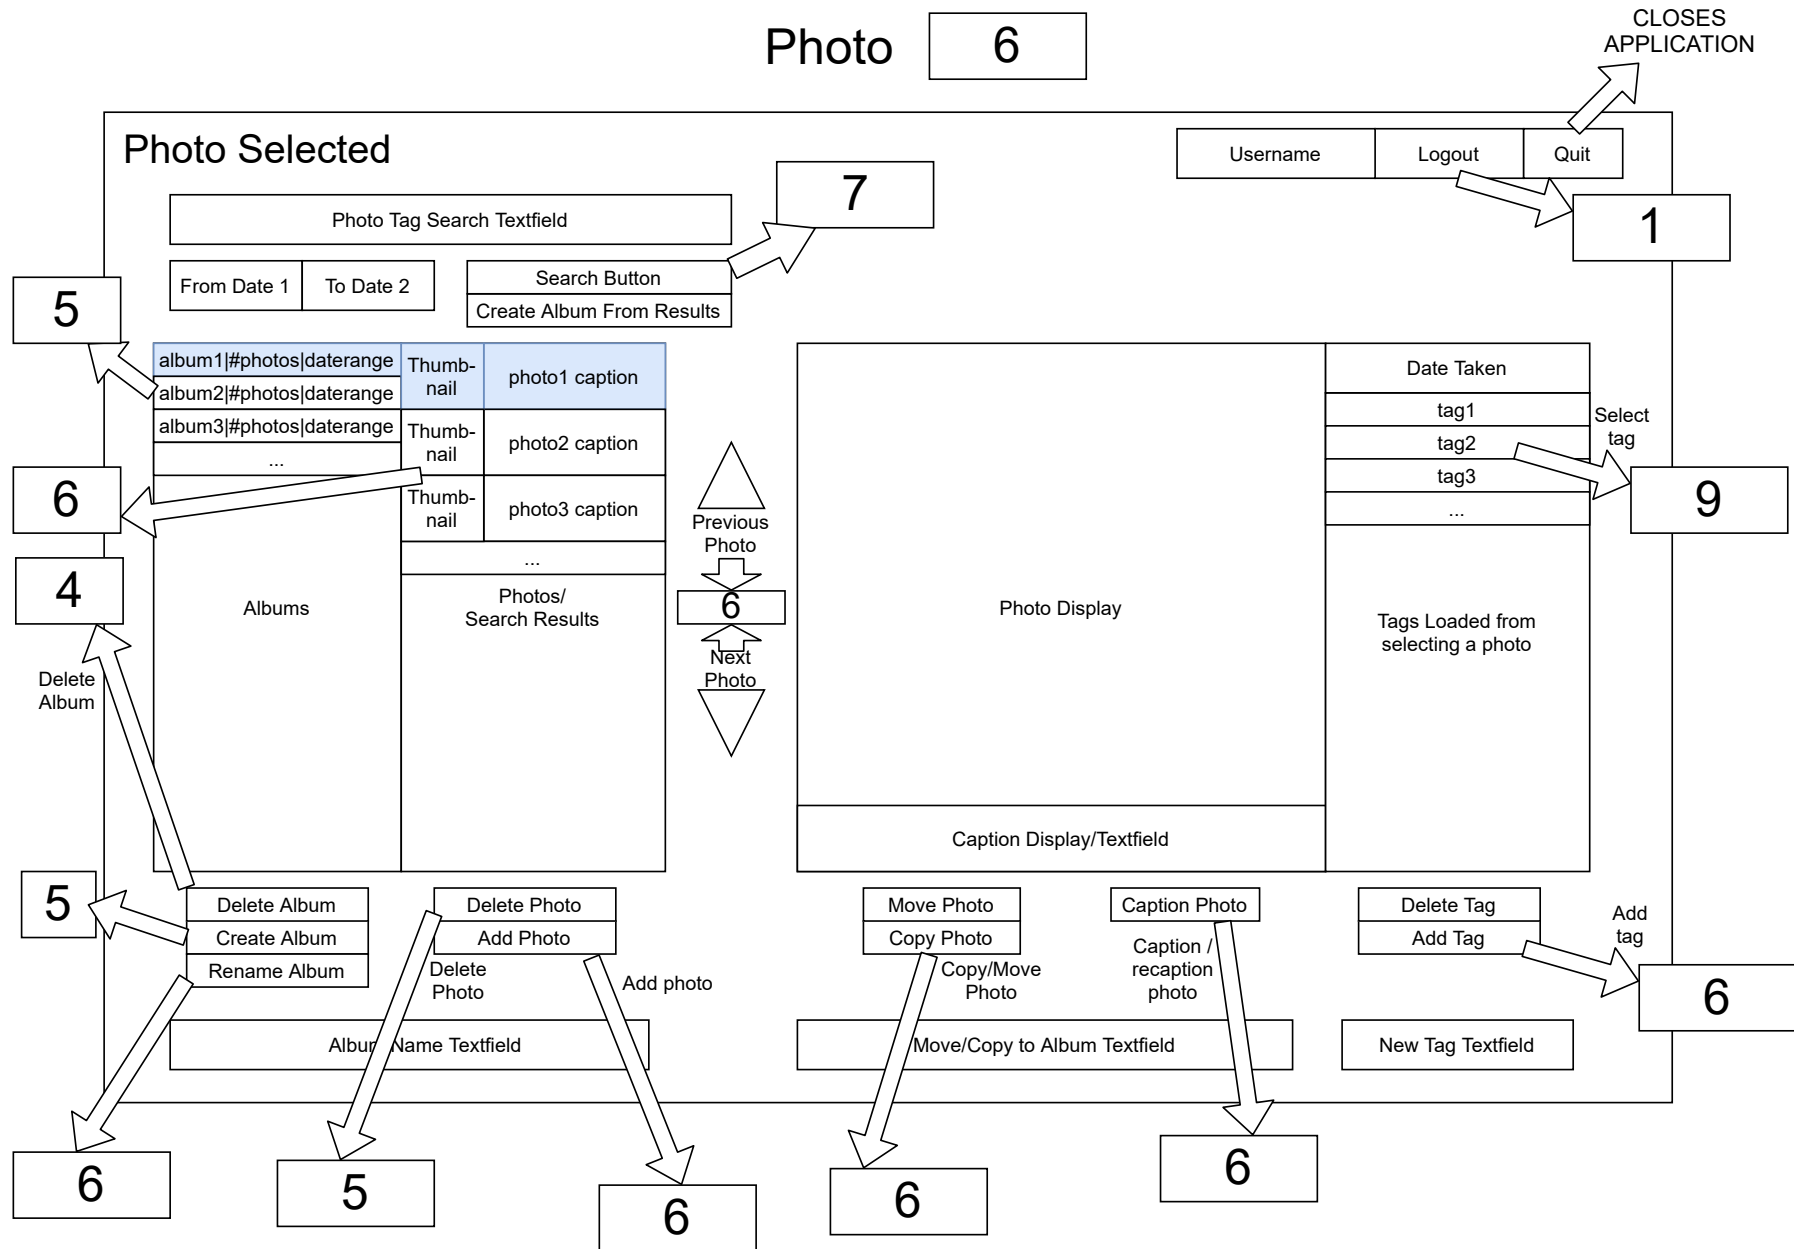 CLOSES
APPLICATION
Photo 6
Photo Selected
Username Logout Quit
7
1
Photo Tag Search Textfield
From Date 1 To Date 2
Search Button
Create Album From Results
5
album1|#photos|daterange
album2|#photos|daterange
album3|#photos|daterange
...
Albums
Thumb-
nail
photo1 caption
Thumb-
nail
photo2 caption
Thumb-
nail
photo3 caption
...
Photos/
Search Results
6
4
Delete
Album
Previous
Photo
6
Next
Photo
Photo Display
Caption Display/Textfield
Date Taken
tag1
tag2
tag3
...
Tags Loaded from
selecting a photo
Select
tag
9
5
Delete Album
Create Album
Rename Album
Delete Photo
Add Photo
Delete
Photo
Add photo
Move Photo
Copy Photo
Copy/Move
Photo
Caption Photo
Caption /
recaption
photo
Delete Tag
Add Tag
Add
tag
6
Album Name Textfield
Move/Copy to Album Textfield
New Tag Textfield
6
5
6
6
6